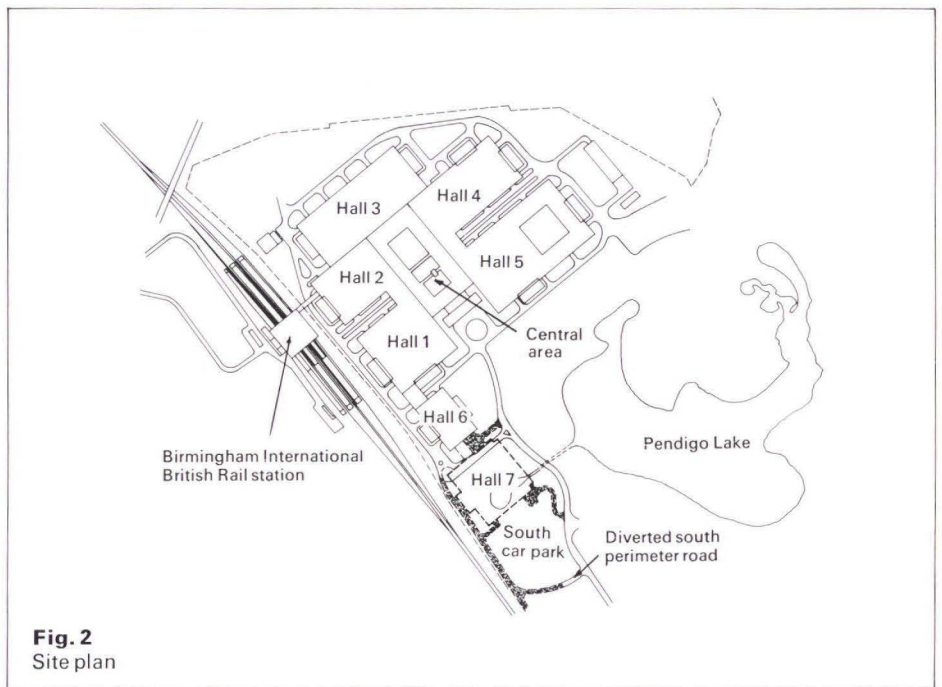 Hall 4
Hall 3
Hall 5
Hall 2
Central
area
Hall 1
Hall 6
Pendigo Lake
Birmingham International
British Rail station
Hall 7
South
car park
Diverted south
perimeter road
Fig. 2
Site plan